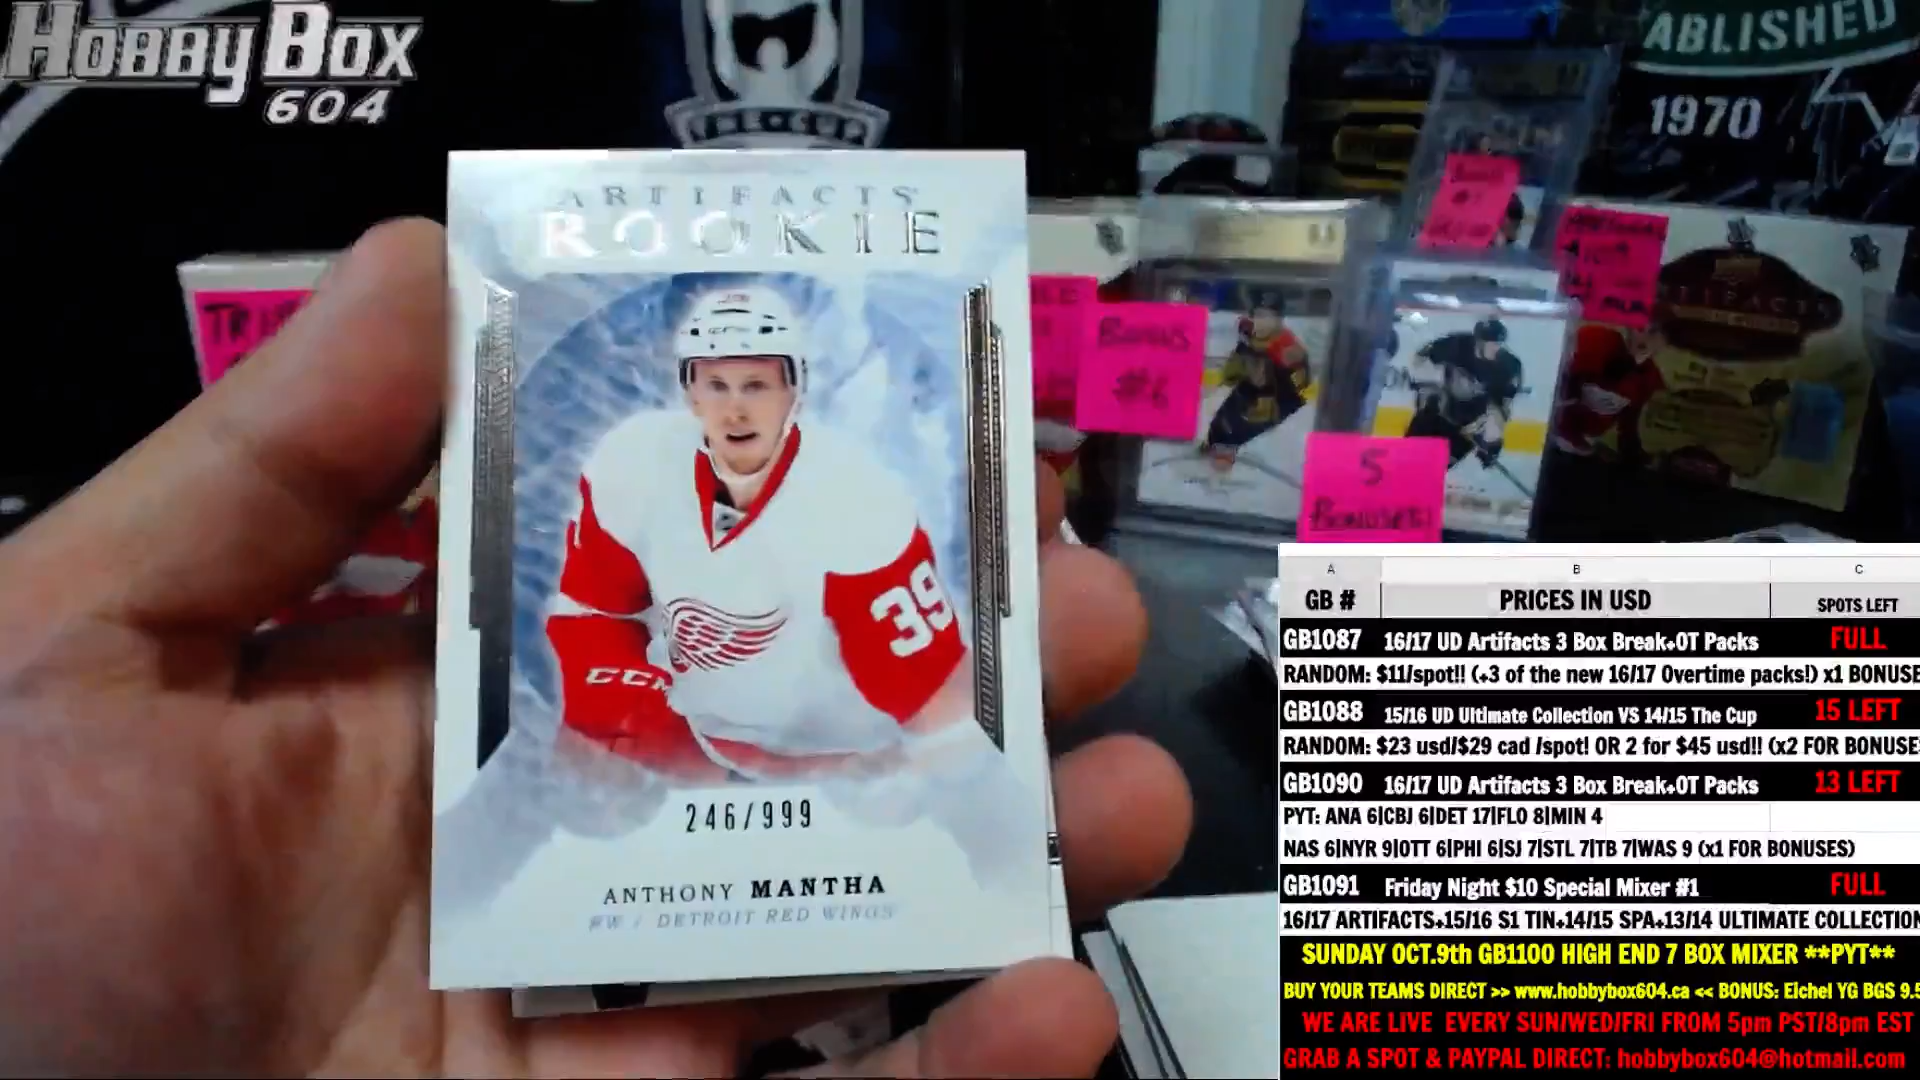 HOBBY BOX
604
ABLISHED
1970
THE CUP
ARTIFACTS
ROOKIE
BONUS
#6
5
BONUSES!
39
CCM
246/999
ANTHONY MANTHA
RW / DETROIT RED WINGS
A B C
GB # PRICES IN USD SPOTS LEFT
GB1087 16/17 UD Artifacts 3 Box Break+OT Packs FULL
RANDOM: $11/spot!! (+3 of the new 16/17 Overtime packs!) x1 BONUSE
GB1088 15/16 UD Ultimate Collection VS 14/15 The Cup 15 LEFT
RANDOM: $23 usd/$29 cad /spot! OR 2 for $45 usd!! (x2 FOR BONUSE
GB1090 16/17 UD Artifacts 3 Box Break+OT Packs 13 LEFT
PYT: ANA 6|CBJ 6|DET 17|FLO 8|MIN 4
NAS 6|NYR 9|OTT 6|PHI 6|SJ 7|STL 7|TB 7|WAS 9 (x1 FOR BONUSES)
GB1091 Friday Night $10 Special Mixer #1 FULL
16/17 ARTIFACTS+15/16 S1 TIN+14/15 SPA+13/14 ULTIMATE COLLECTION
SUNDAY OCT.9th GB1100 HIGH END 7 BOX MIXER **PYT**
BUY YOUR TEAMS DIRECT >> www.hobbybox604.ca << BONUS: Eichel YG BGS 9.5
WE ARE LIVE EVERY SUN/WED/FRI FROM 5pm PST/8pm EST
GRAB A SPOT & PAYPAL DIRECT: hobbybox604@hotmail.com